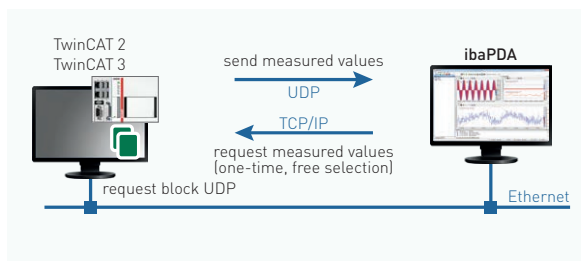 TwinCAT 2
TwinCAT 3
send measured values
UDP
TCP/IP
request measured values
(one-time, free selection)
ibaPDA
request block UDP
Ethernet